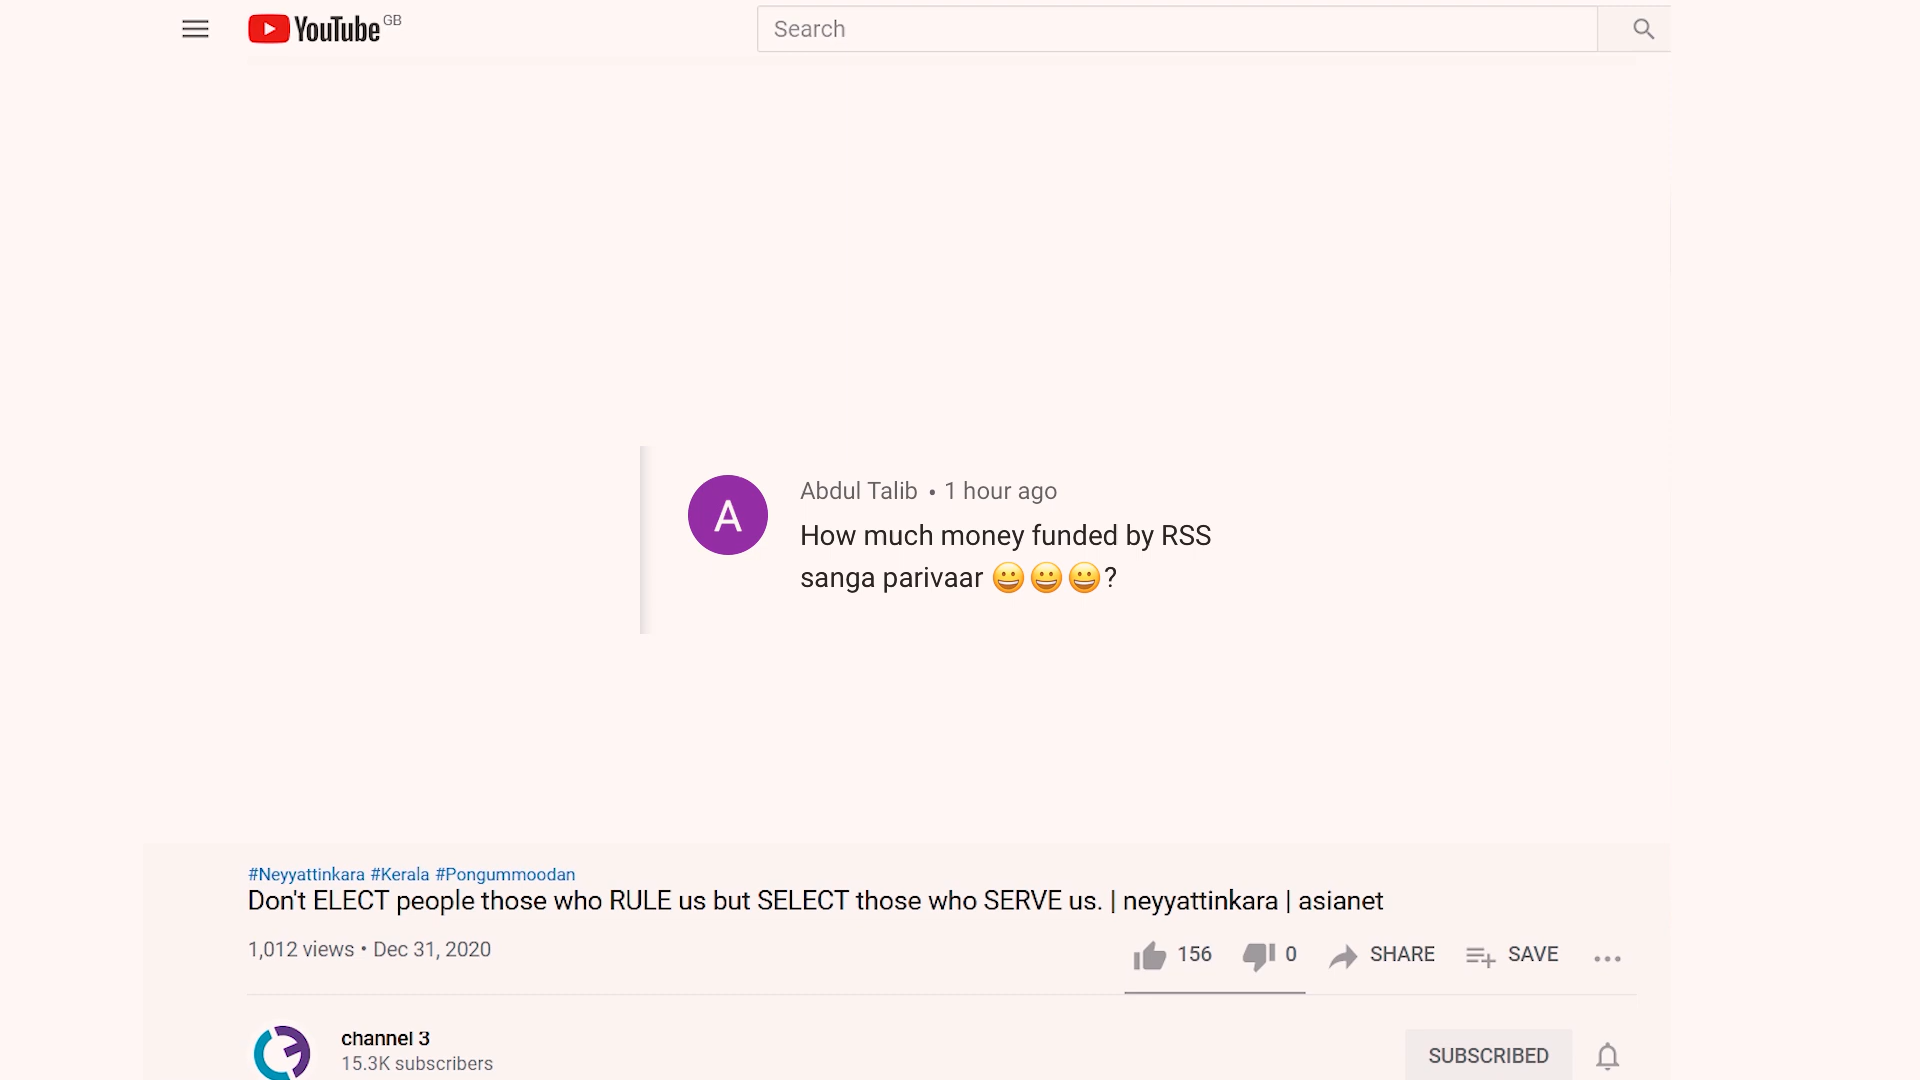 YouTube GB
Search
A
Abdul Talib • 1 hour ago
How much money funded by RSS
sanga parivaar 😀😀😀?
#Neyyattinkara #Kerala #Pongummoodan
Don't ELECT people those who RULE us but SELECT those who SERVE us. | neyyattinkara | asianet
1,012 views • Dec 31, 2020
156 0 SHARE SAVE ...
channel 3
15.3K subscribers
SUBSCRIBED